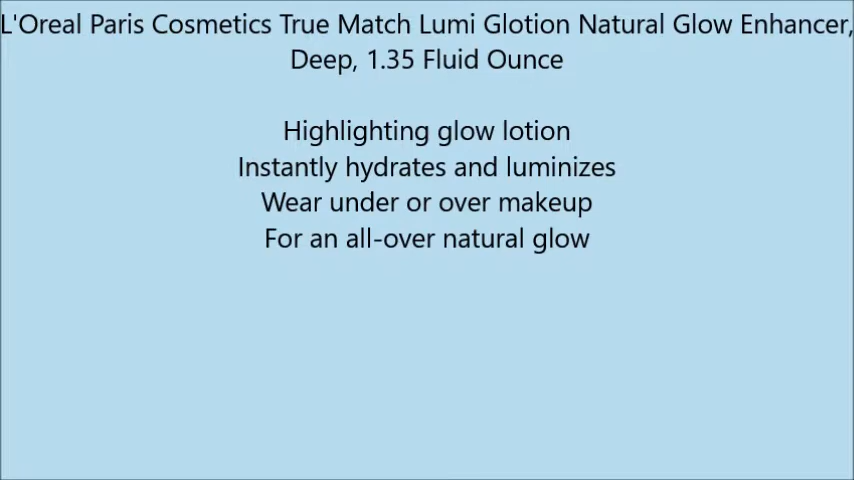 L'Oreal Paris Cosmetics True Match Lumi Glotion Natural Glow Enhancer,
Deep, 1.35 Fluid Ounce
Highlighting glow lotion
Instantly hydrates and luminizes
Wear under or over makeup
For an all-over natural glow